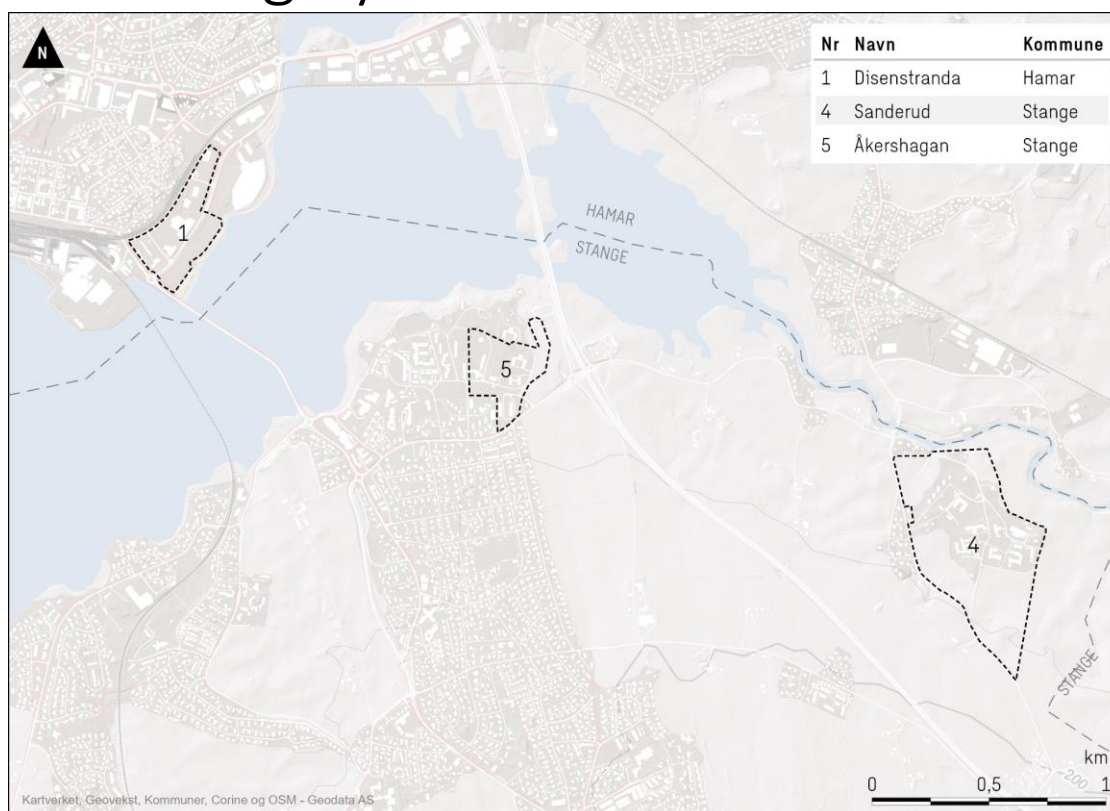 N
Nr Navn Kommune
1 Disenstranda Hamar
4 Sanderud Stange
5 Åkershagan Stange
1
HAMAR
STANGE
5
4
STANGE
200
km
0 0,5 1
Kartverket, Geovekst, Kommuner, Corine og OSM - Geodata AS